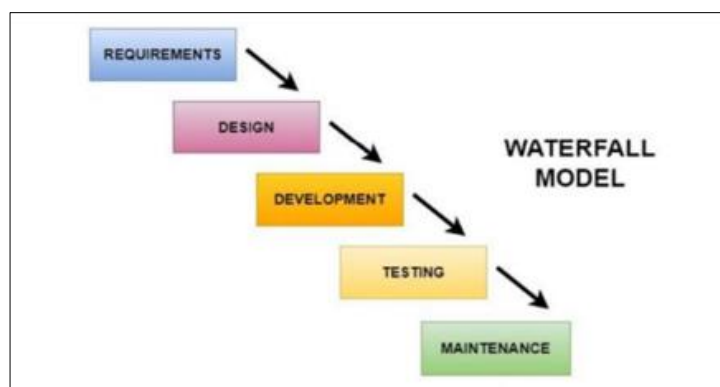 REQUIREMENTS
DESIGN
DEVELOPMENT
TESTING
MAINTENANCE
WATERFALL
MODEL